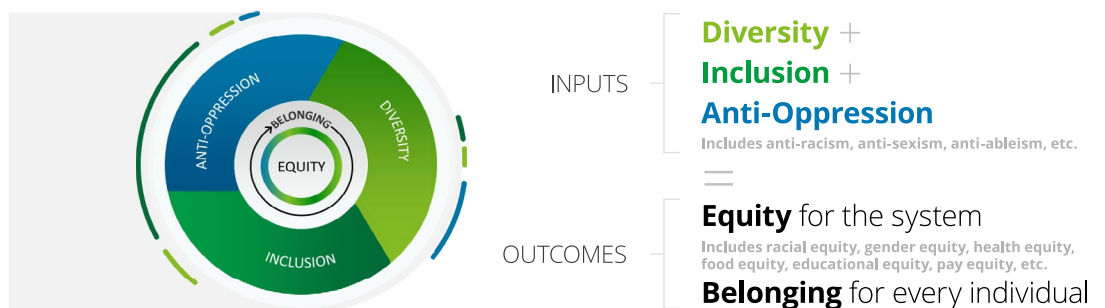 ANTI-OPPRESSION
DIVERSITY
BELONGING
EQUITY
INCLUSION
INPUTS
Diversity +
Inclusion +
Anti-Oppression
Includes anti-racism, anti-sexism, anti-ableism, etc.
=
OUTCOMES
Equity for the system
Includes racial equity, gender equity, health equity,
food equity, educational equity, pay equity, etc.
Belonging for every individual